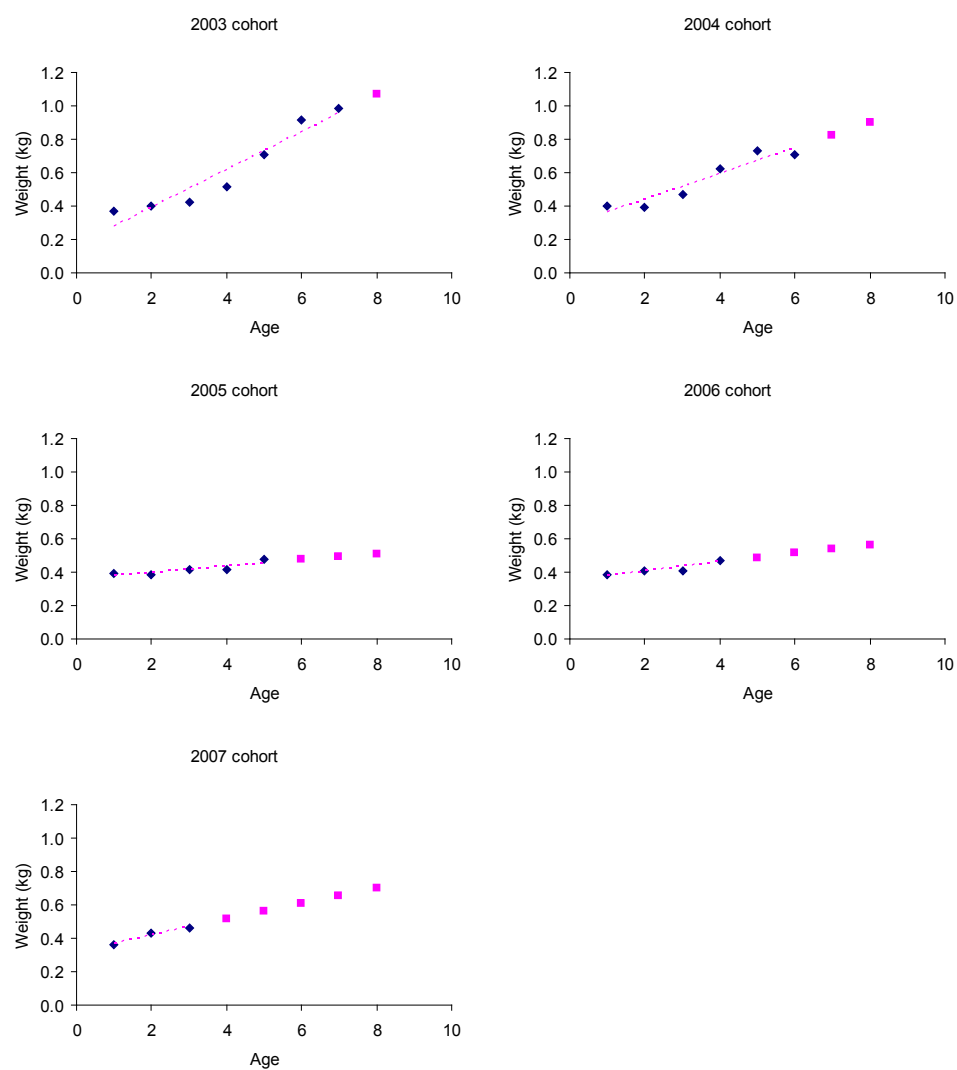 2003 cohort
1.2
1.0
0.8
0.6
0.4
0.2
0.0
Weight (kg)
0 2 4 6 8 10
Age
2004 cohort
1.2
1.0
0.8
0.6
0.4
0.2
0.0
Weight (kg)
0 2 4 6 8 10
Age
2005 cohort
1.2
1.0
0.8
0.6
0.4
0.2
0.0
Weight (kg)
0 2 4 6 8 10
Age
2006 cohort
1.2
1.0
0.8
0.6
0.4
0.2
0.0
Weight (kg)
0 2 4 6 8 10
Age
2007 cohort
1.2
1.0
0.8
0.6
0.4
0.2
0.0
Weight (kg)
0 2 4 6 8 10
Age